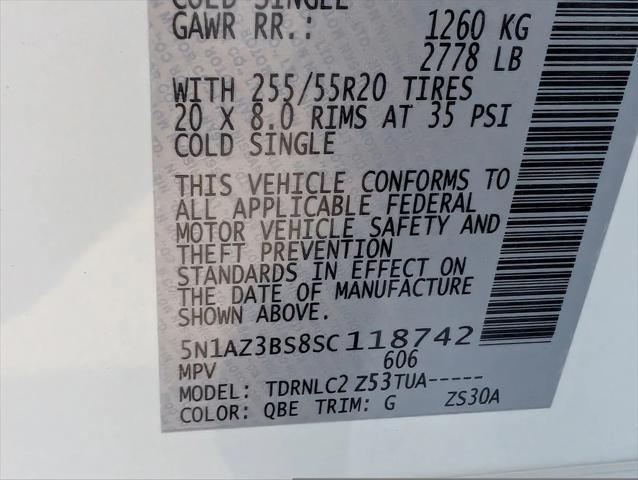 COLD SINGLE
GAWR RR.: 1260 KG
2778 LB
WITH 255/55R20 TIRES
20 X 8.0 RIMS AT 35 PSI
COLD SINGLE
THIS VEHICLE CONFORMS TO
ALL APPLICABLE FEDERAL
MOTOR VEHICLE SAFETY AND
THEFT PREVENTION
STANDARDS IN EFFECT ON
THE DATE OF MANUFACTURE
SHOWN ABOVE.
5N1AZ3BS8SC118742
MPV 606
MODEL: TDRNLC2 Z53TUA-----
COLOR: QBE TRIM: G ZS30A